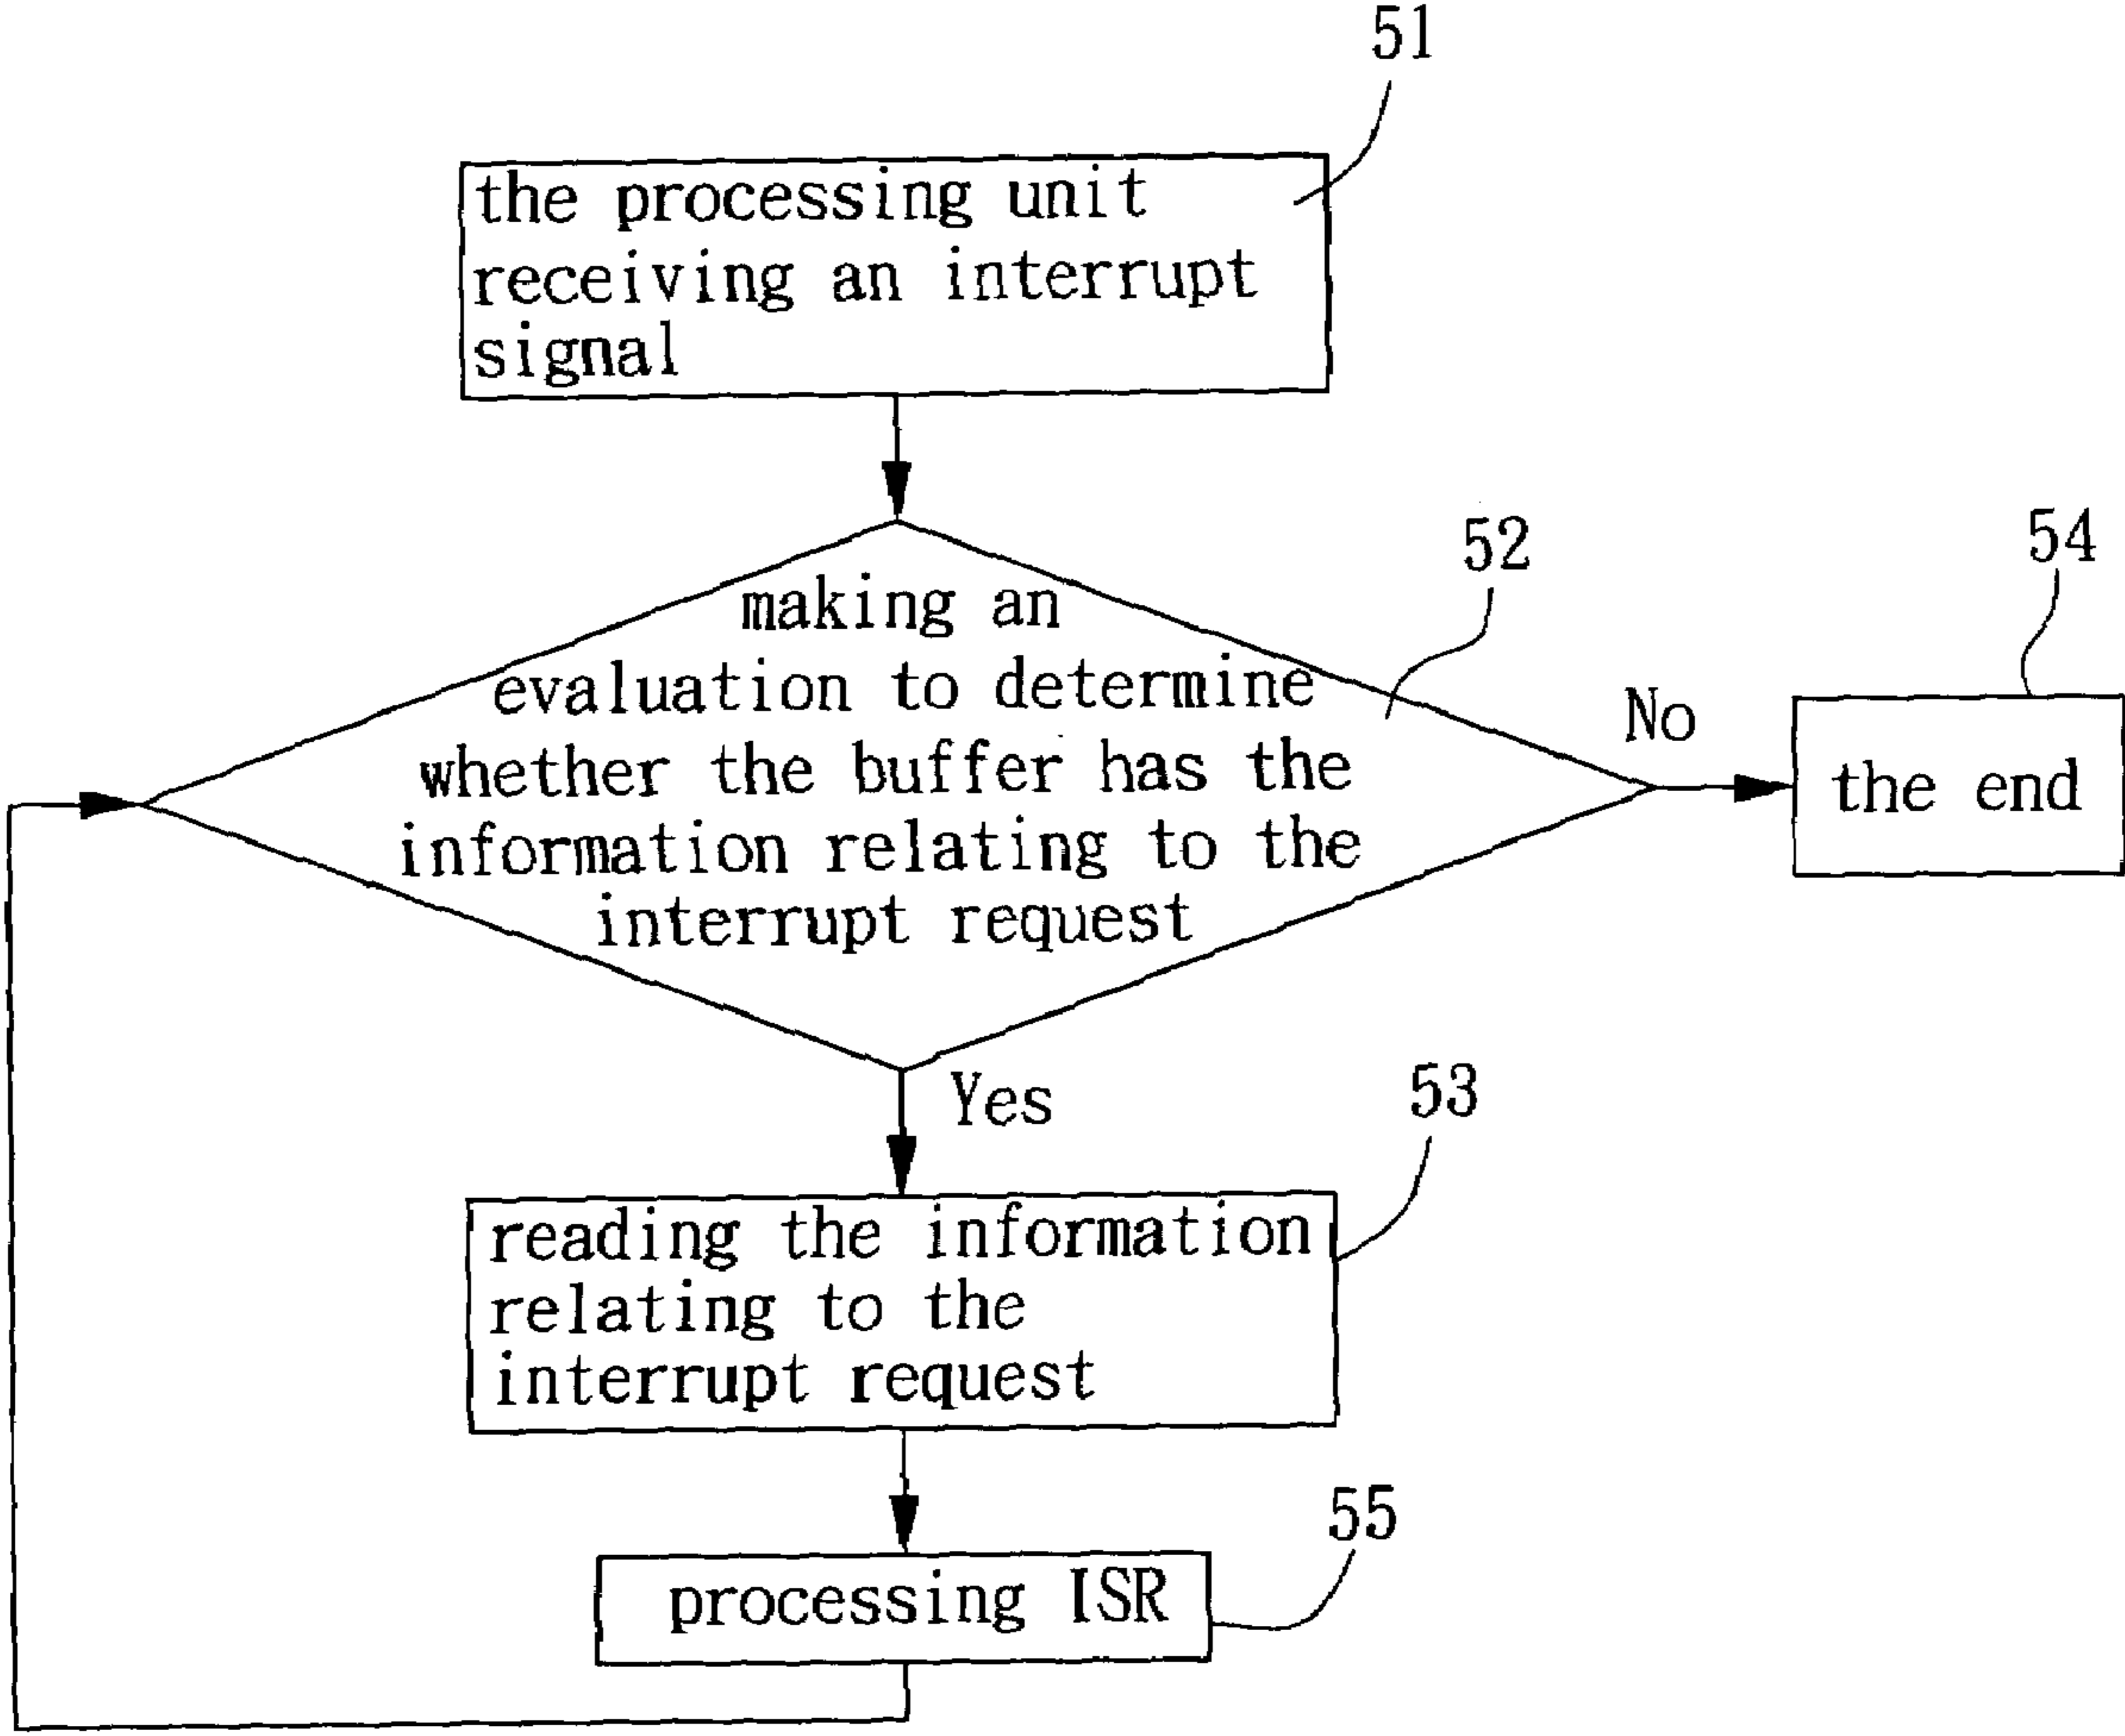 51
the processing unit
receiving an interrupt
signal
52
making an
evaluation to determine
whether the buffer has the
information relating to the
interrupt request
No
54
the end
Yes
53
reading the information
relating to the
interrupt request
55
processing ISR